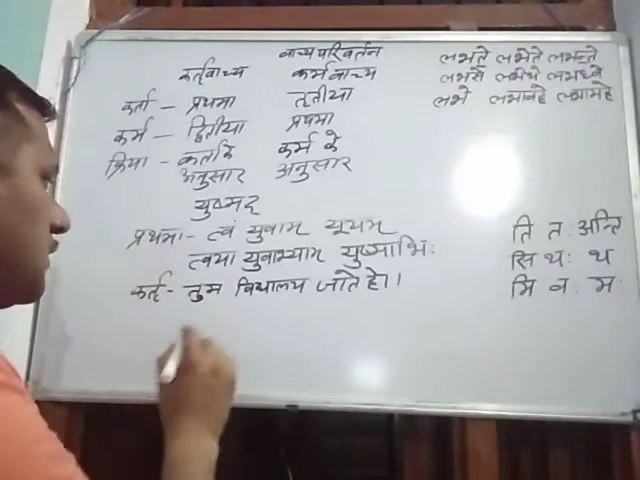 वाच्यपरिवर्तन
कर्तृवाच्य कर्मवाच्य
कर्ता - प्रथमा तृतीया
कर्म - द्वितीया प्रथमा
क्रिया - कर्ता के कर्म के
अनुसार अनुसार
युष्मद्
प्रथमा - त्वं युवाम् यूयम्
त्वया युवाभ्याम् युष्माभिः
कर्तृ - तुम विद्यालय जाते हो।
लभते लभेते लभन्ते
लभसे लभेथे लभध्वे
लभे लभावहे लभामहे
ति तः अन्ति
सि थः थ
मि वः मः